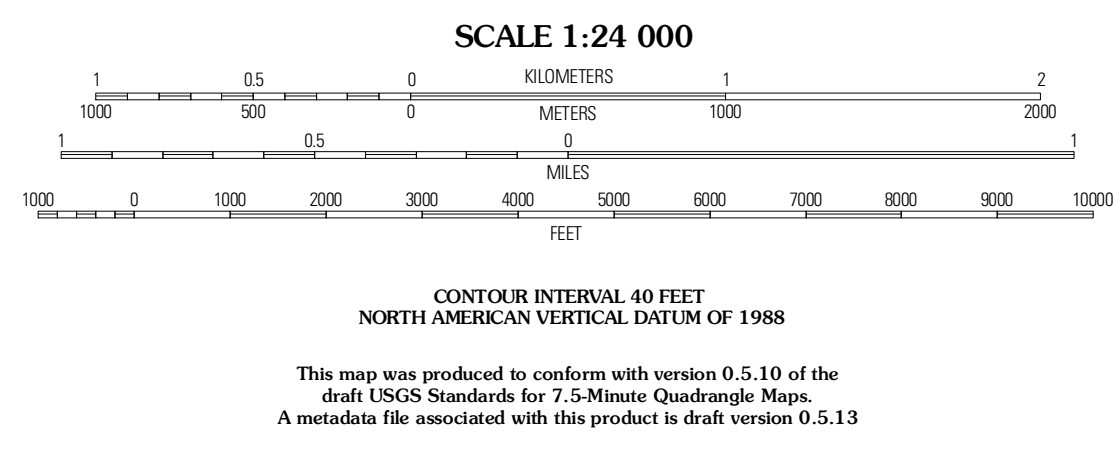 SCALE 1:24 000
1 0.5 0 KILOMETERS 1 2
1000 500 0 METERS 1000 2000
1 0.5 0 1
MILES
1000 0 1000 2000 3000 4000 5000 6000 7000 8000 9000 10000
FEET
CONTOUR INTERVAL 40 FEET
NORTH AMERICAN VERTICAL DATUM OF 1988
This map was produced to conform with version 0.5.10 of the
draft USGS Standards for 7.5-Minute Quadrangle Maps.
A metadata file associated with this product is draft version 0.5.13